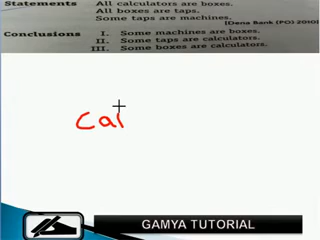 Statements All calculators are boxes.
All boxes are taps.
Some taps are machines.
[Dena Bank (PO) 2010]
Conclusions I. Some machines are boxes.
II. Some taps are calculators.
III. Some boxes are calculators.
Cal
GAMYA TUTORIAL